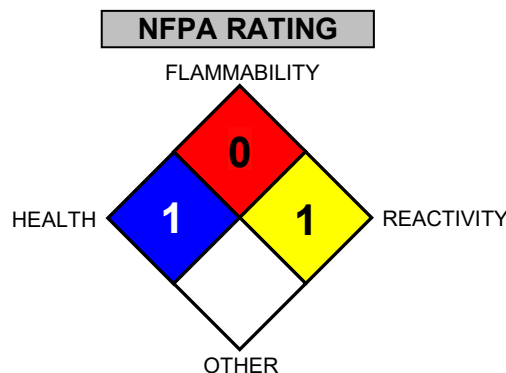 NFPA RATING
FLAMMABILITY
0
HEALTH 1 1 REACTIVITY
OTHER